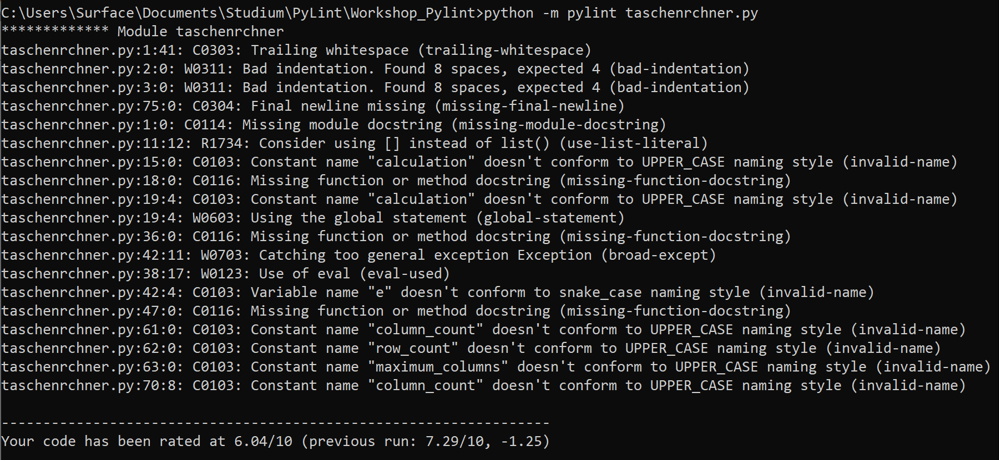 C:\Users\Surface\Documents\Studium\PyLint\Workshop_Pylint>python -m pylint taschenrchner.py
************* Module taschenrchner
taschenrchner.py:1:41: C0303: Trailing whitespace (trailing-whitespace)
taschenrchner.py:2:0: W0311: Bad indentation. Found 8 spaces, expected 4 (bad-indentation)
taschenrchner.py:3:0: W0311: Bad indentation. Found 8 spaces, expected 4 (bad-indentation)
taschenrchner.py:75:0: C0304: Final newline missing (missing-final-newline)
taschenrchner.py:1:0: C0114: Missing module docstring (missing-module-docstring)
taschenrchner.py:11:12: R1734: Consider using [] instead of list() (use-list-literal)
taschenrchner.py:15:0: C0103: Constant name "calculation" doesn't conform to UPPER_CASE naming style (invalid-name)
taschenrchner.py:18:0: C0116: Missing function or method docstring (missing-function-docstring)
taschenrchner.py:19:4: C0103: Constant name "calculation" doesn't conform to UPPER_CASE naming style (invalid-name)
taschenrchner.py:19:4: W0603: Using the global statement (global-statement)
taschenrchner.py:36:0: C0116: Missing function or method docstring (missing-function-docstring)
taschenrchner.py:42:11: W0703: Catching too general exception Exception (broad-except)
taschenrchner.py:38:17: W0123: Use of eval (eval-used)
taschenrchner.py:42:4: C0103: Variable name "e" doesn't conform to snake_case naming style (invalid-name)
taschenrchner.py:47:0: C0116: Missing function or method docstring (missing-function-docstring)
taschenrchner.py:61:0: C0103: Constant name "column_count" doesn't conform to UPPER_CASE naming style (invalid-name)
taschenrchner.py:62:0: C0103: Constant name "row_count" doesn't conform to UPPER_CASE naming style (invalid-name)
taschenrchner.py:63:0: C0103: Constant name "maximum_columns" doesn't conform to UPPER_CASE naming style (invalid-name)
taschenrchner.py:70:8: C0103: Constant name "column_count" doesn't conform to UPPER_CASE naming style (invalid-name)
------------------------------------------------------------------
Your code has been rated at 6.04/10 (previous run: 7.29/10, -1.25)